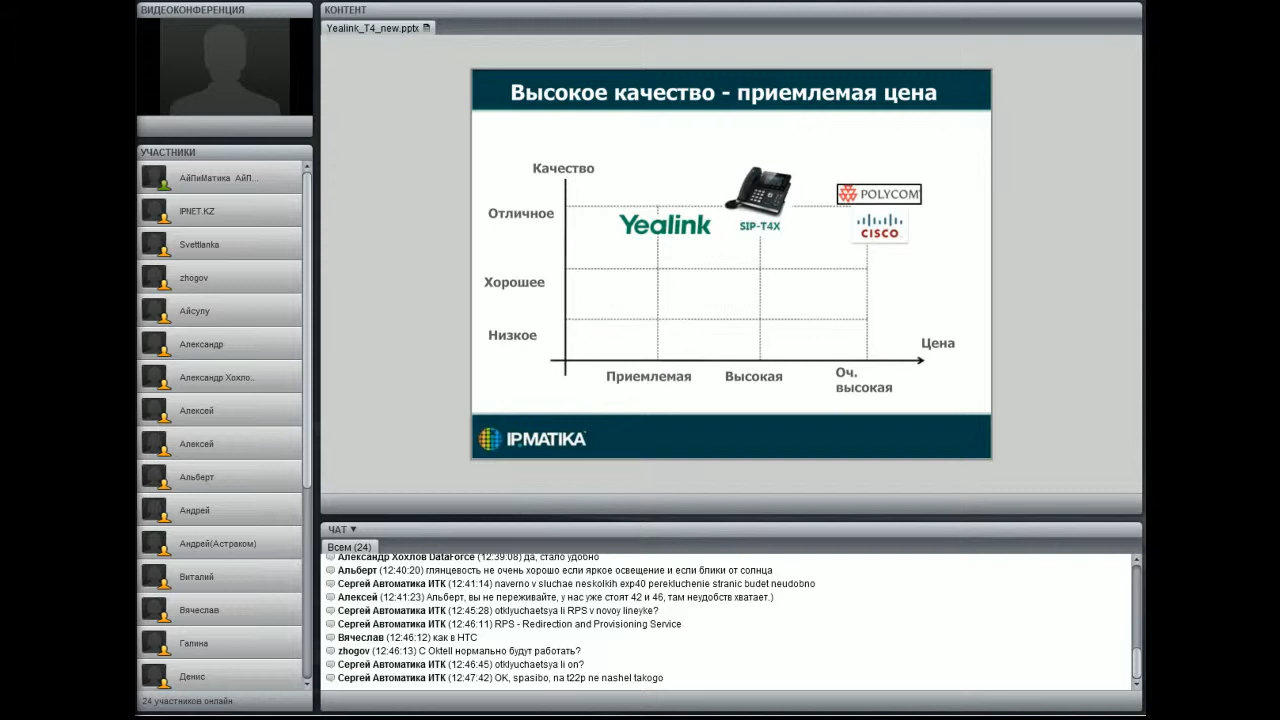 ВИДЕОКОНФЕРЕНЦИЯ
УЧАСТНИКИ
АйПиМатика АйП...
IPNET.KZ
Svettlanka
zhogov
Айсулу
Александр
Александр Хохло..
Алексей
Алексей
Альберт
Андрей
Андрей(Астраком)
Виталий
Вячеслав
Галина
Денис
24 участников онлайн
КОНТЕНТ
Yealink_T4_new.pptx
Высокое качество - приемлемая цена
Качество
Отличное
Хорошее
Низкое
Yealink
SIP-T4X
POLYCOM
CISCO
Цена
Приемлемая
Высокая
Оч.
высокая
IPMATIKA
ЧАТ
Всем (24)
Александр Хохлов DataForce (12:39:08) да, стало удобно
Альберт (12:40:20) глянцевость не очень хорошо если яркое освещение и если блики от солнца
Сергей Автоматика ИТК (12:41:14) naverno v sluchae neskolkih exp40 perekluchenie stranic budet neudobno
Алексей (12:41:23) Альберт, вы не переживайте, у нас уже стоят 42 и 46, там неудобств хватает.)
Сергей Автоматика ИТК (12:45:28) otklyuchaetsya li RPS v novoy lineyke?
Сергей Автоматика ИТК (12:46:11) RPS - Redirection and Provisioning Service
Вячеслав (12:46:12) как в HTC
zhogov (12:46:13) С Oktell нормально будут работать?
Сергей Автоматика ИТК (12:46:45) otklyuchaetsya li on?
Сергей Автоматика ИТК (12:47:42) OK, spasibo, na t22p ne nashel takogo